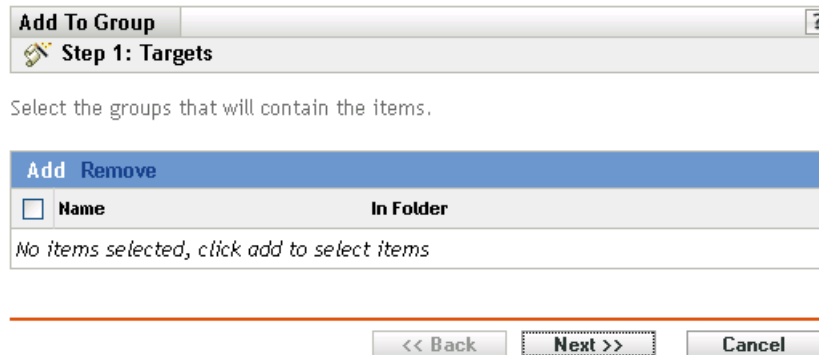 Add To Group
?
Step 1: Targets
Select the groups that will contain the items.
Add Remove
Name In Folder
No items selected, click add to select items
<< Back Next >> Cancel